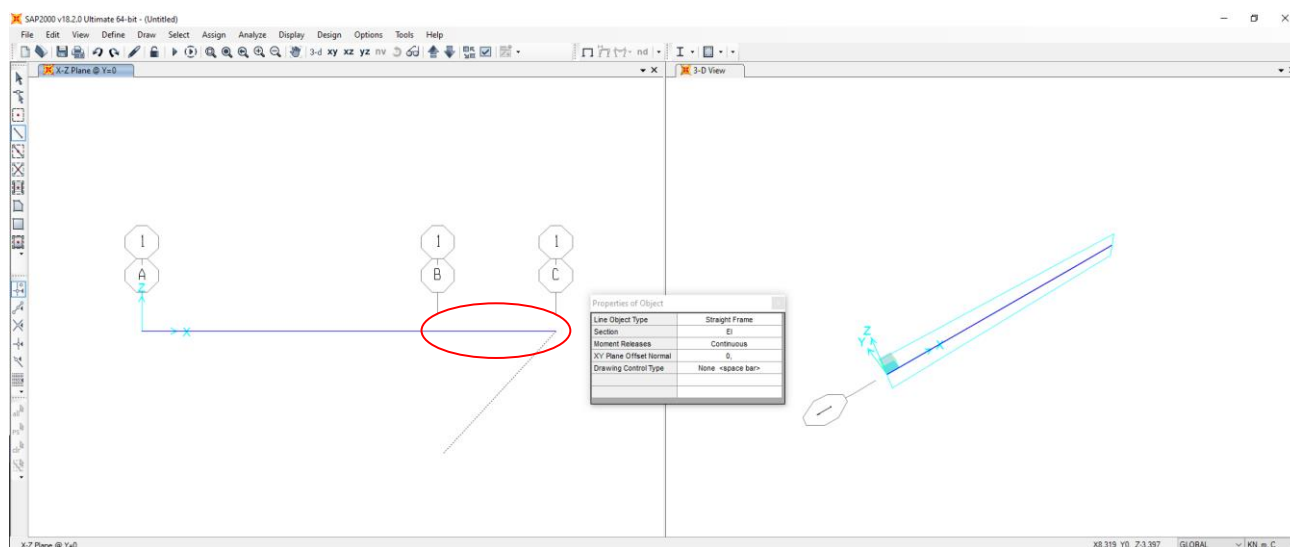 SAP2000 v18.2.0 Ultimate 64-bit - (Untitled)
File Edit View Define Draw Select Assign Analyze Display Design Options Tools Help
3-d xy xz yz nv nd
X-Z Plane @ Y=0
3-D View
1 1 1
A B C
Z
X
Properties of Object
Line Object Type Straight Frame
Section EI
Moment Releases Continuous
XY Plane Offset Normal 0,
Drawing Control Type None <space bar>
Z
Y
X
X-Z Plane @ Y=0
X8,319 Y0, Z-3,397 GLOBAL KN, m, C